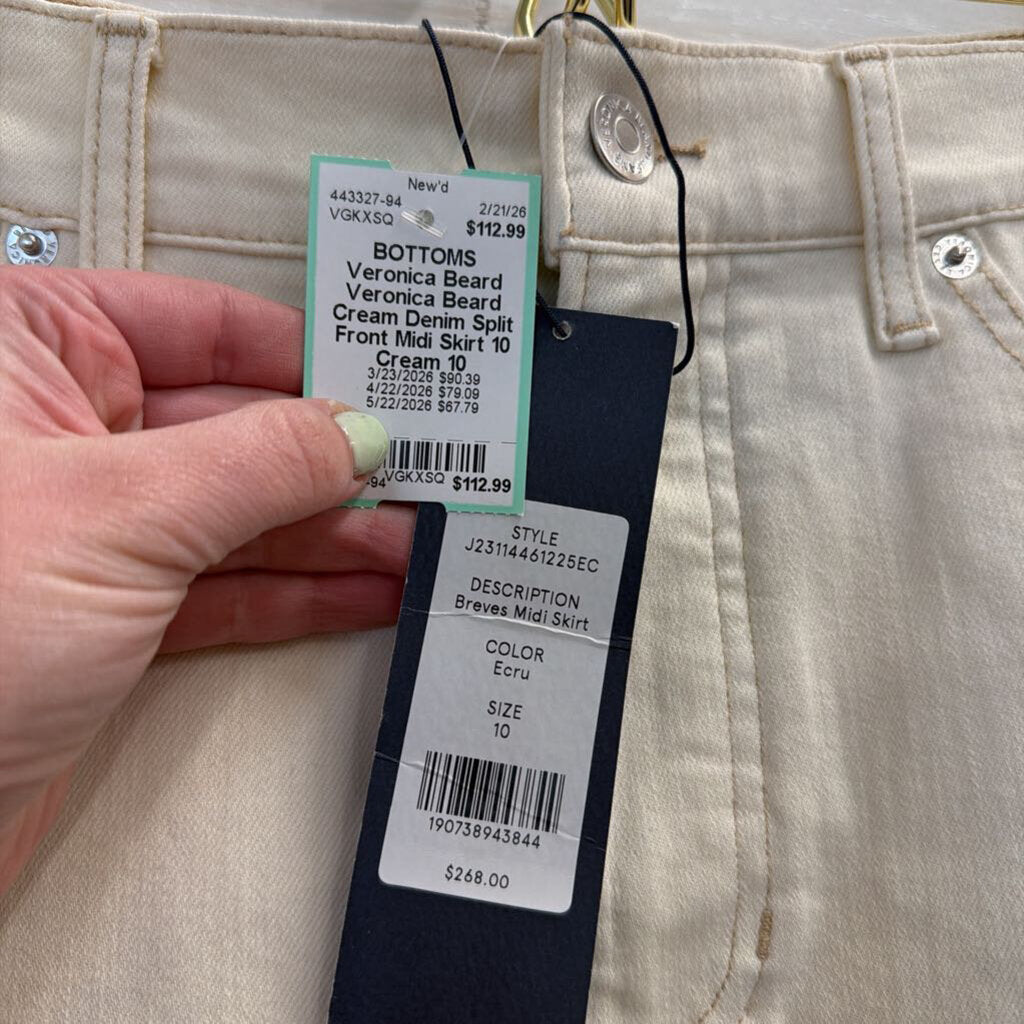 New'd
443327-94
2/21/26
VGKXSQ
$112.99
BOTTOMS
Veronica Beard
Veronica Beard
Cream Denim Split
Front Midi Skirt 10
Cream 10
3/23/2026 $90.39
4/22/2026 $79.09
5/22/2026 $67.79
-94 VGKXSQ $112.99
STYLE
J23114461225EC
DESCRIPTION
Breves Midi Skirt
COLOR
Ecru
SIZE
10
190738943844
$268.00